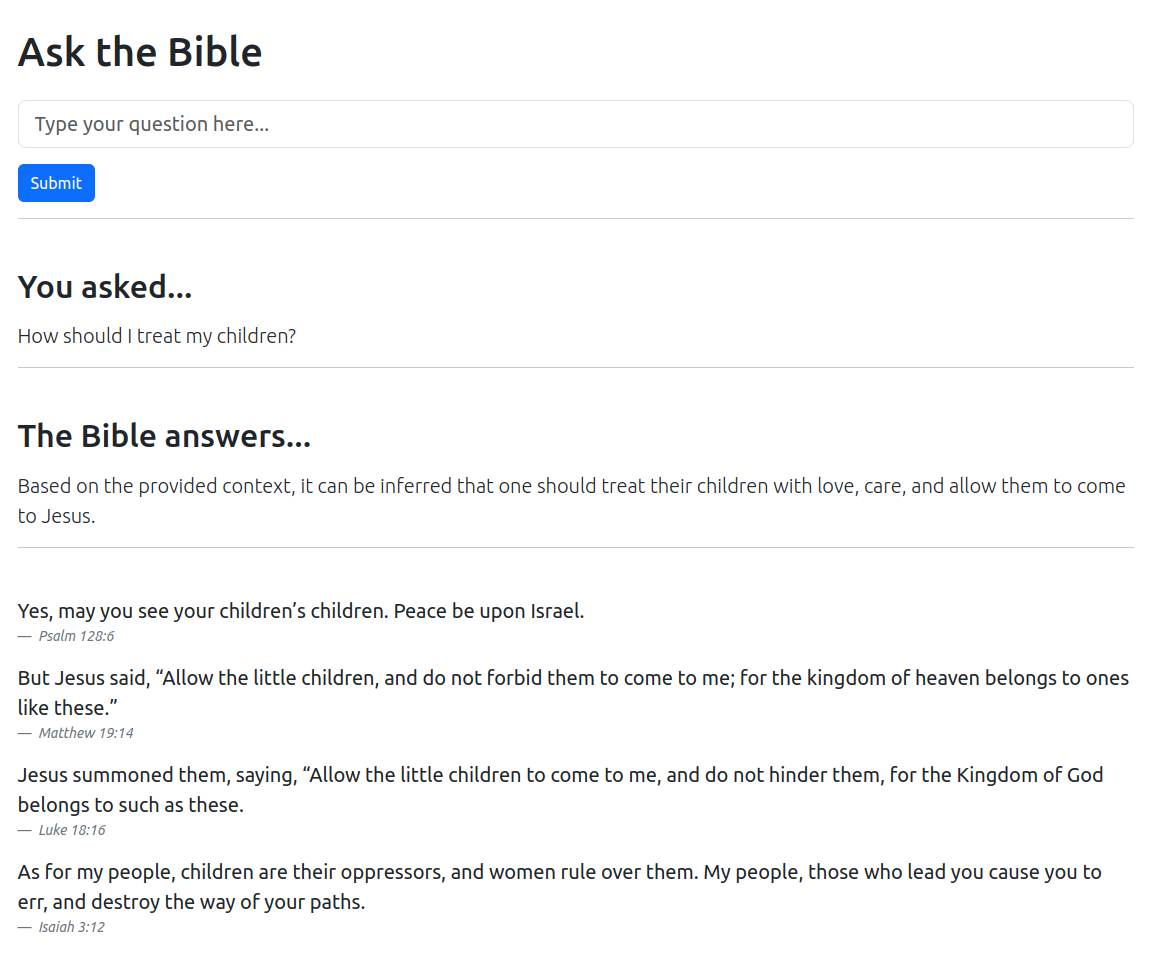 Ask the Bible
Type your question here...
Submit
You asked...
How should I treat my children?
The Bible answers...
Based on the provided context, it can be inferred that one should treat their children with love, care, and allow them to come
to Jesus.
Yes, may you see your children’s children. Peace be upon Israel.
— Psalm 128:6
But Jesus said, “Allow the little children, and do not forbid them to come to me; for the kingdom of heaven belongs to ones
like these.”
— Matthew 19:14
Jesus summoned them, saying, “Allow the little children to come to me, and do not hinder them, for the Kingdom of God
belongs to such as these.
— Luke 18:16
As for my people, children are their oppressors, and women rule over them. My people, those who lead you cause you to
err, and destroy the way of your paths.
— Isaiah 3:12